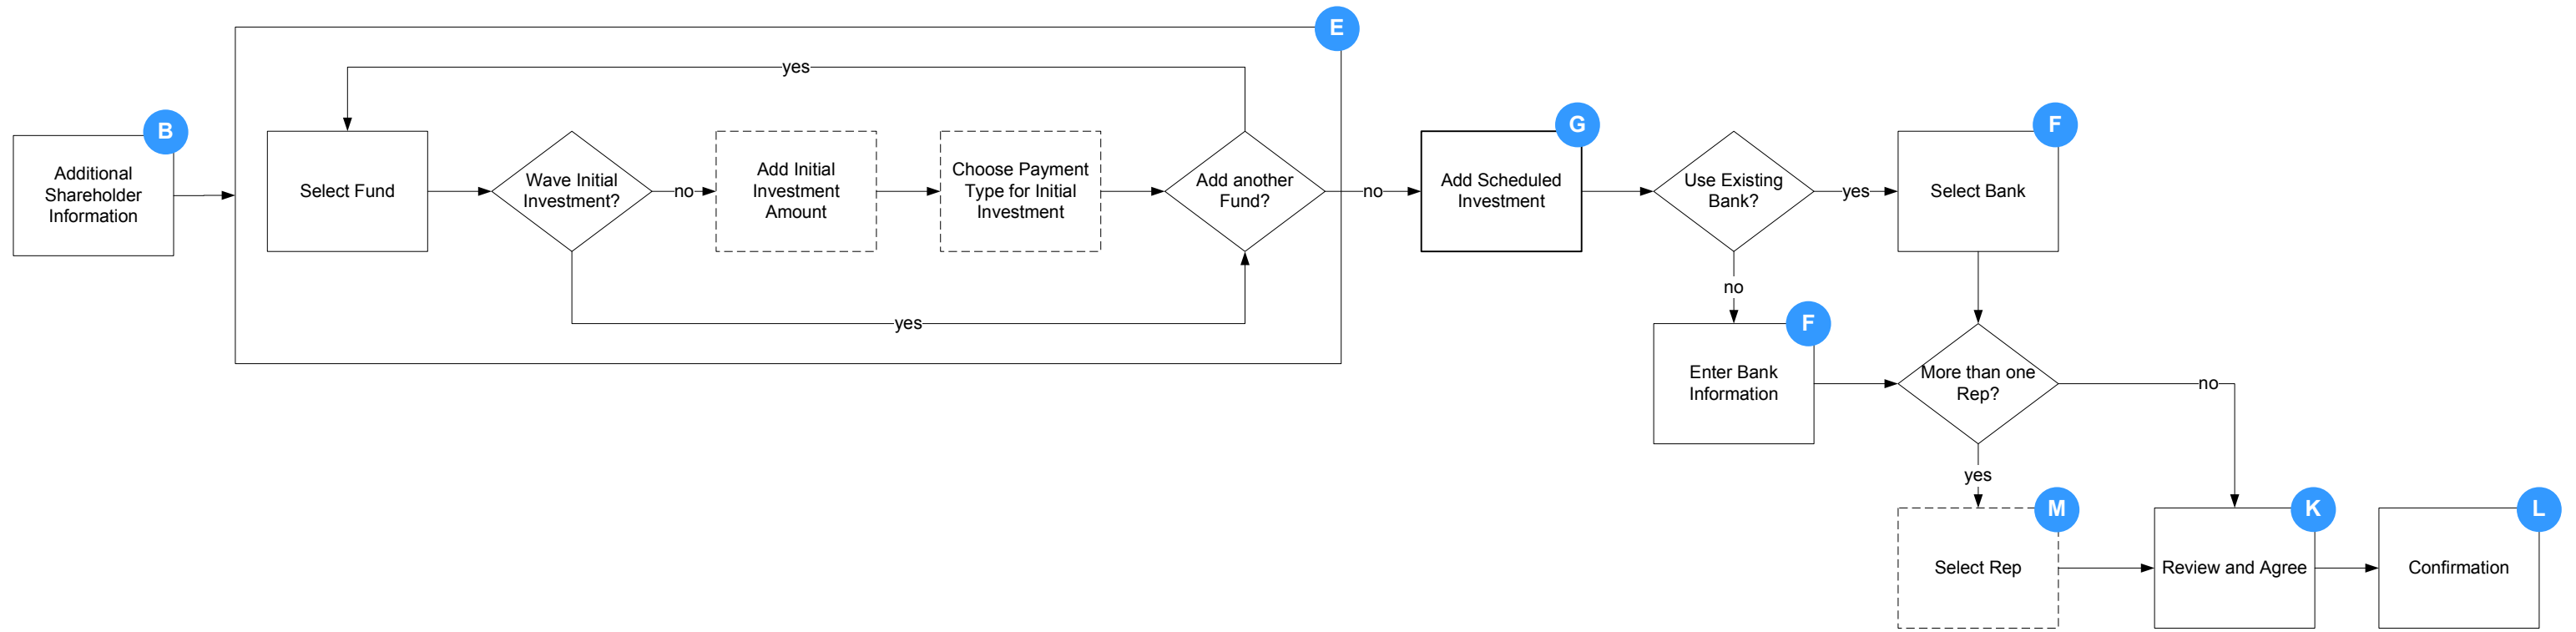 B
Additional
Shareholder
Information
E
yes
Select Fund
Wave Initial
Investment?
no
Add Initial
Investment
Amount
Choose Payment
Type for Initial
Investment
Add another
Fund?
yes
no
G
Add Scheduled
Investment
Use Existing
Bank?
yes
F
Select Bank
no
F
Enter Bank
Information
More than one
Rep?
no
yes
M
Select Rep
K
Review and Agree
L
Confirmation